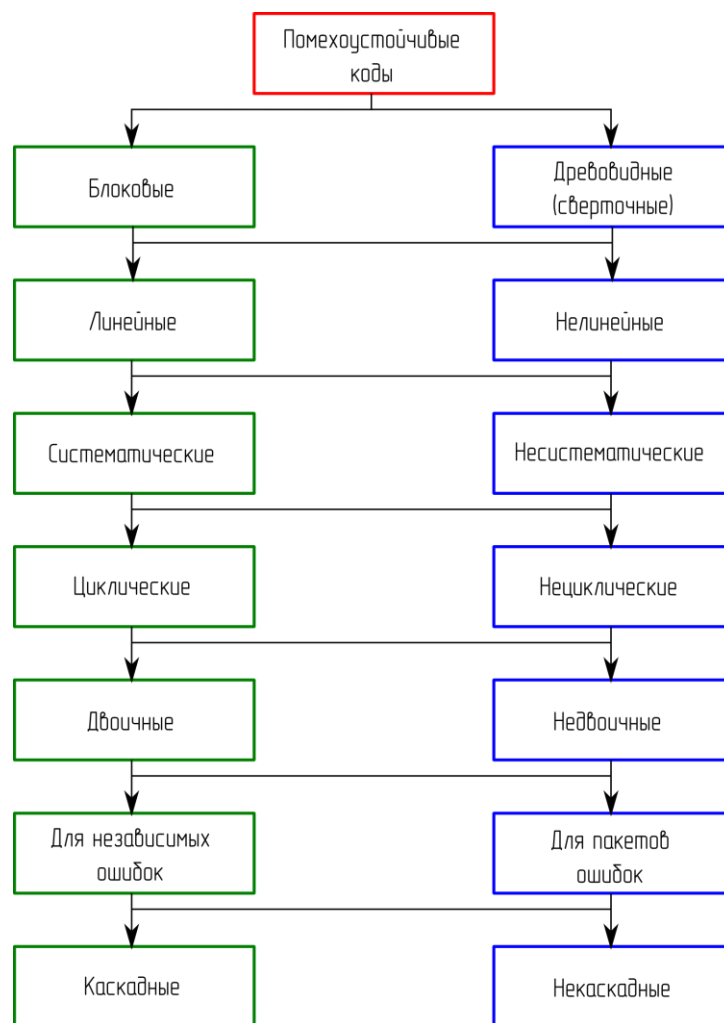 Помехоустойчивые
коды
Блоковые
Древовидные
(сверточные)
Линейные
Нелинейные
Систематические
Несистематические
Циклические
Нециклические
Двоичные
Недвоичные
Для независимых
ошибок
Для пакетов
ошибок
Каскадные
Некаскадные